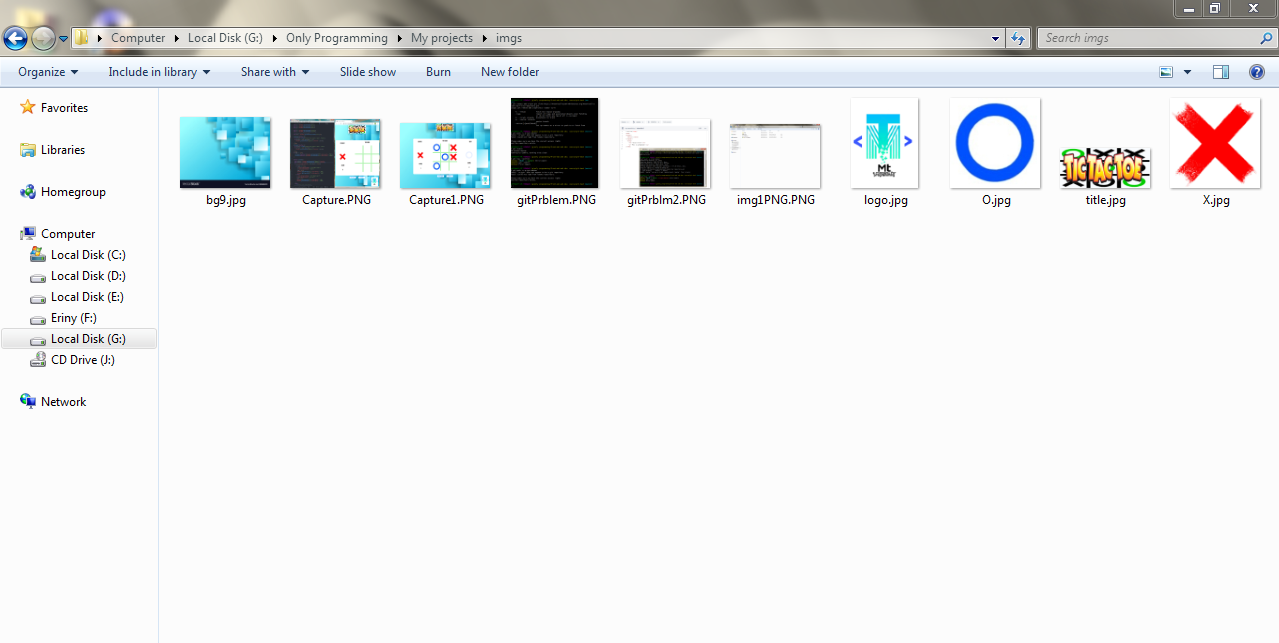 Computer Local Disk (G:) Only Programming My projects imgs Search imgs
Organize Include in library Share with Slide show Burn New folder
Favorites
Libraries
Homegroup
Computer
Local Disk (C:)
Local Disk (D:)
Local Disk (E:)
Eriny (F:)
Local Disk (G:)
CD Drive (J:)
Network
TIC TAC TOE
Mt
bg9.jpg Capture.PNG Capture1.PNG gitPrblem.PNG gitPrblm2.PNG img1PNG.PNG logo.jpg O.jpg title.jpg X.jpg